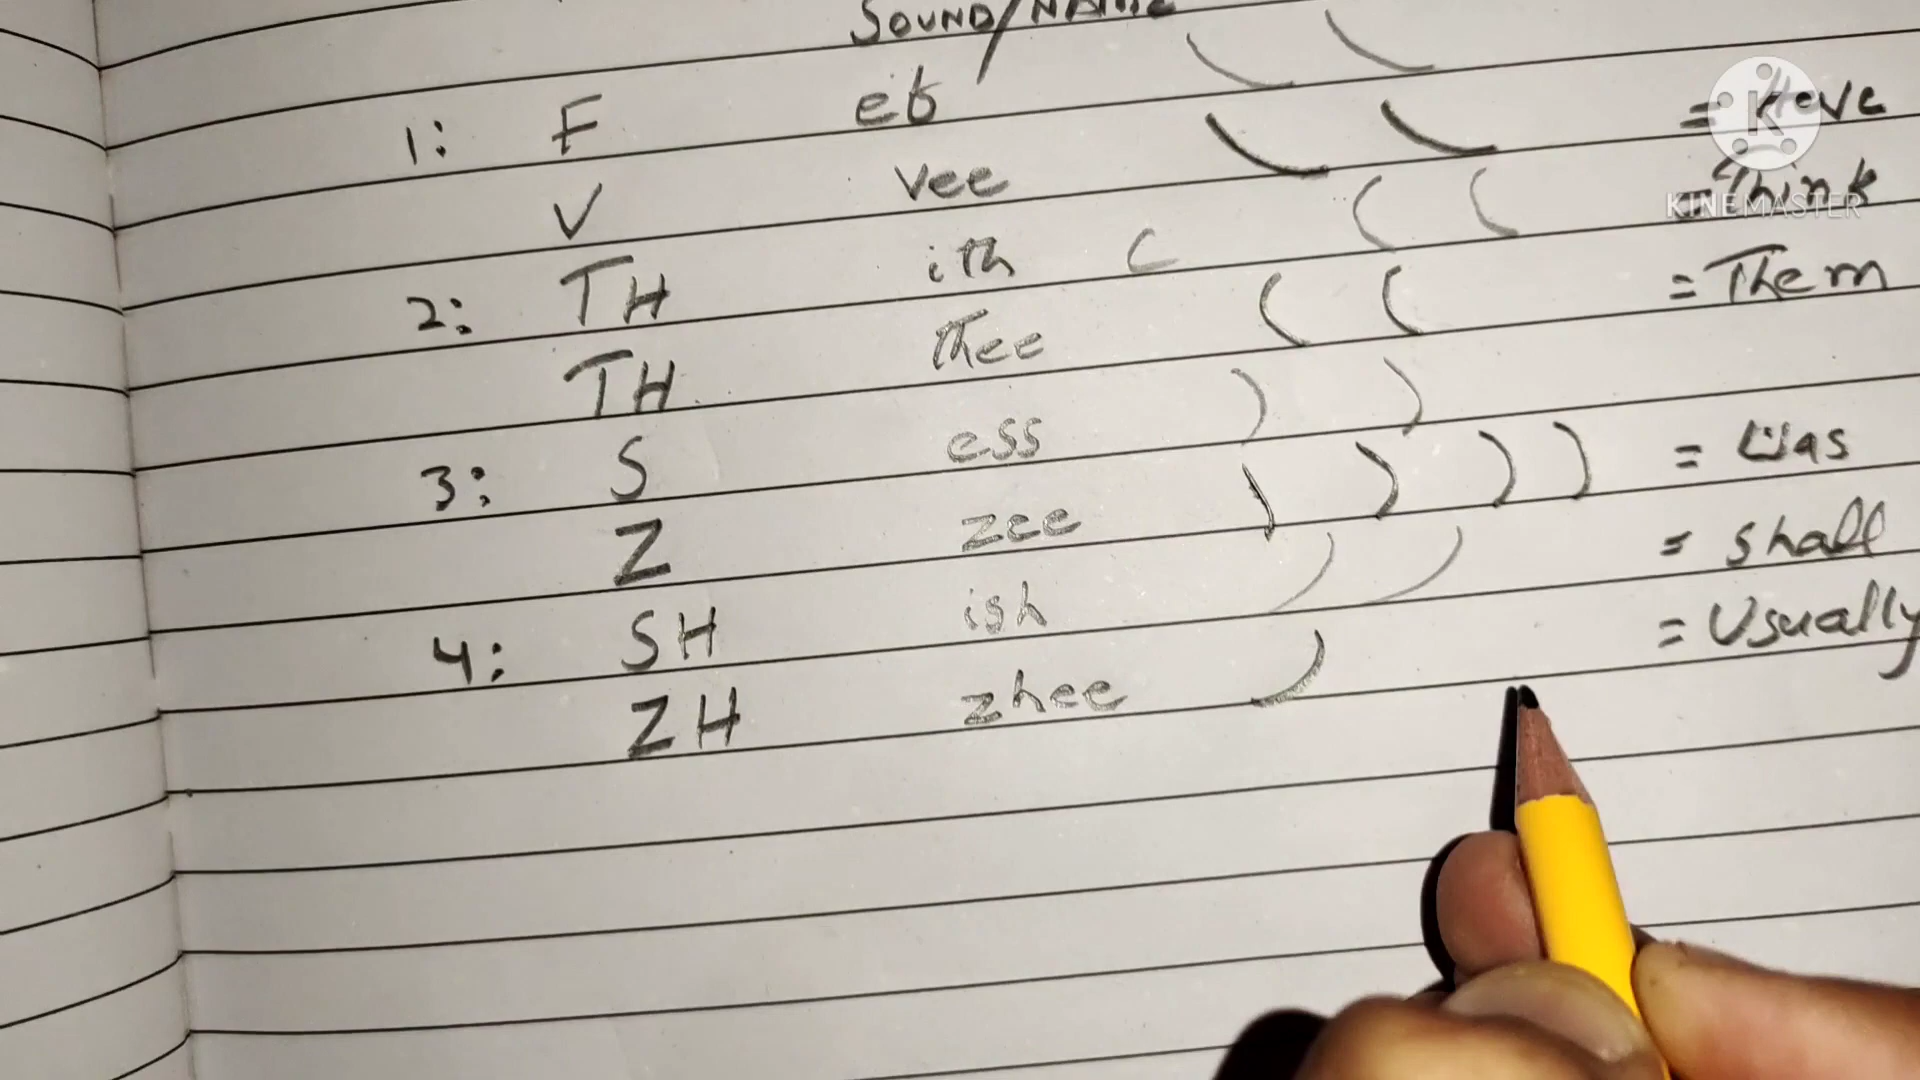 SOUND/NAME
1: F ef
V vee = Have
2: TH ith = Think
TH Thee = Them
3: S ess
Z zee = Was
4: SH ish = shall
ZH zhee = Usually
KINEMASTER